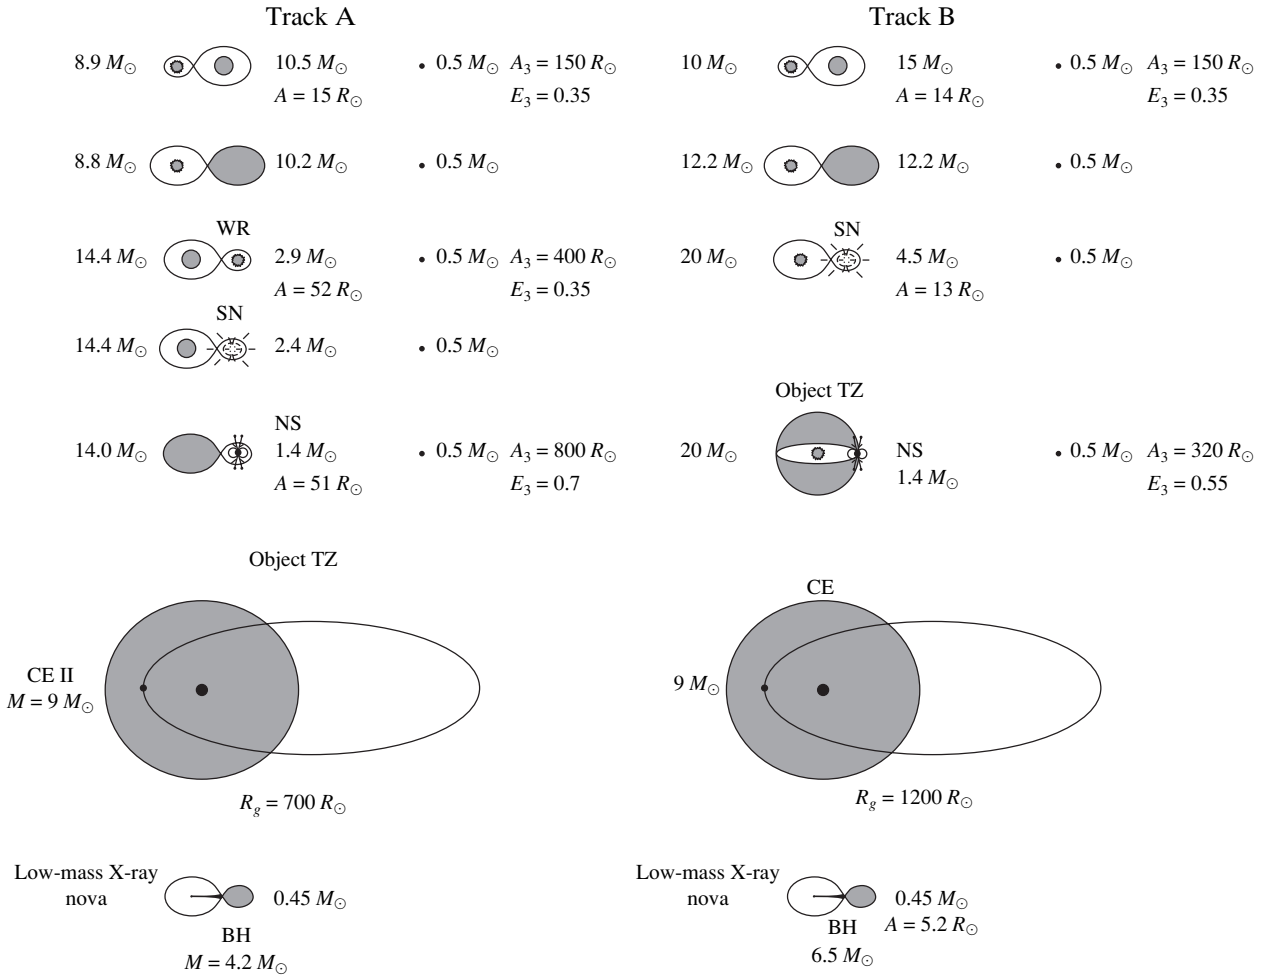 Track A
Track B
8.9 M☉ 10.5 M☉ 0.5 M☉ A₃ = 150 R☉
A = 15 R☉ E₃ = 0.35
10 M☉ 15 M☉ 0.5 M☉ A₃ = 150 R☉
A = 14 R☉ E₃ = 0.35
8.8 M☉ 10.2 M☉ 0.5 M☉
12.2 M☉ 12.2 M☉ 0.5 M☉
WR
14.4 M☉ 2.9 M☉ 0.5 M☉ A₃ = 400 R☉
A = 52 R☉ E₃ = 0.35
SN
20 M☉ 4.5 M☉ 0.5 M☉
A = 13 R☉
SN
14.4 M☉ 2.4 M☉ 0.5 M☉
NS
14.0 M☉ 1.4 M☉ 0.5 M☉ A₃ = 800 R☉
A = 51 R☉ E₃ = 0.7
Object TZ
20 M☉ NS 0.5 M☉ A₃ = 320 R☉
1.4 M☉ E₃ = 0.55
Object TZ
CE II
M = 9 M☉
R_g = 700 R☉
CE
9 M☉
R_g = 1200 R☉
Low-mass X-ray
nova 0.45 M☉
BH
M = 4.2 M☉
Low-mass X-ray
nova 0.45 M☉
A = 5.2 R☉
BH
6.5 M☉